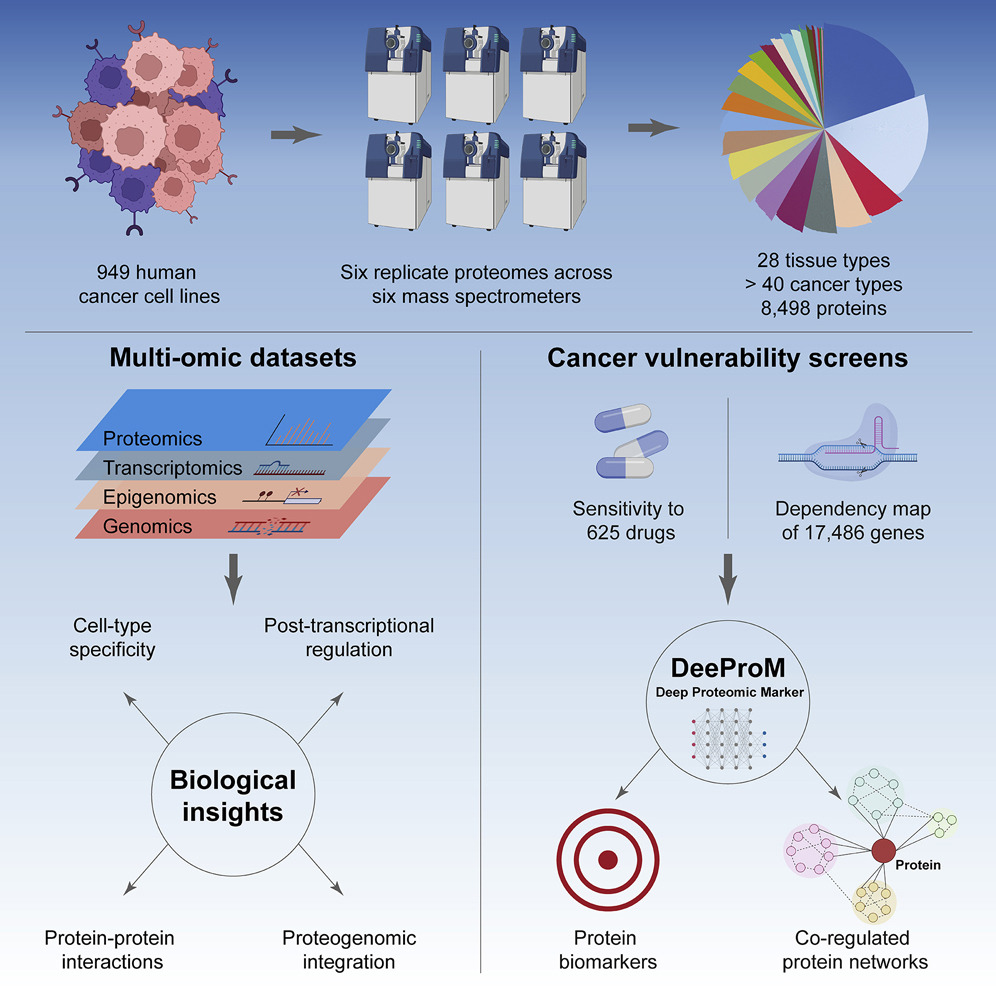 949 human
cancer cell lines
Six replicate proteomes across
six mass spectrometers
28 tissue types
> 40 cancer types
8,498 proteins
Multi-omic datasets
Proteomics
Transcriptomics
Epigenomics
Genomics
Cell-type
specificity
Post-transcriptional
regulation
Biological
insights
Protein-protein
interactions
Proteogenomic
integration
Cancer vulnerability screens
Sensitivity to
625 drugs
Dependency map
of 17,486 genes
DeeProM
Deep Proteomic Marker
Protein
Protein
biomarkers
Co-regulated
protein networks